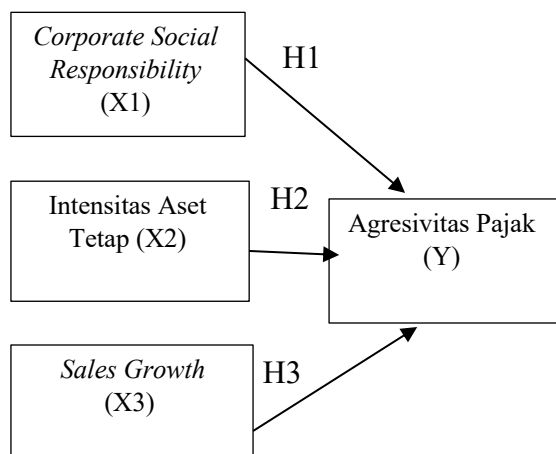 Corporate Social
Responsibility
(X1)
H1
Intensitas Aset
Tetap (X2)
H2
Agresivitas Pajak
(Y)
Sales Growth
(X3)
H3